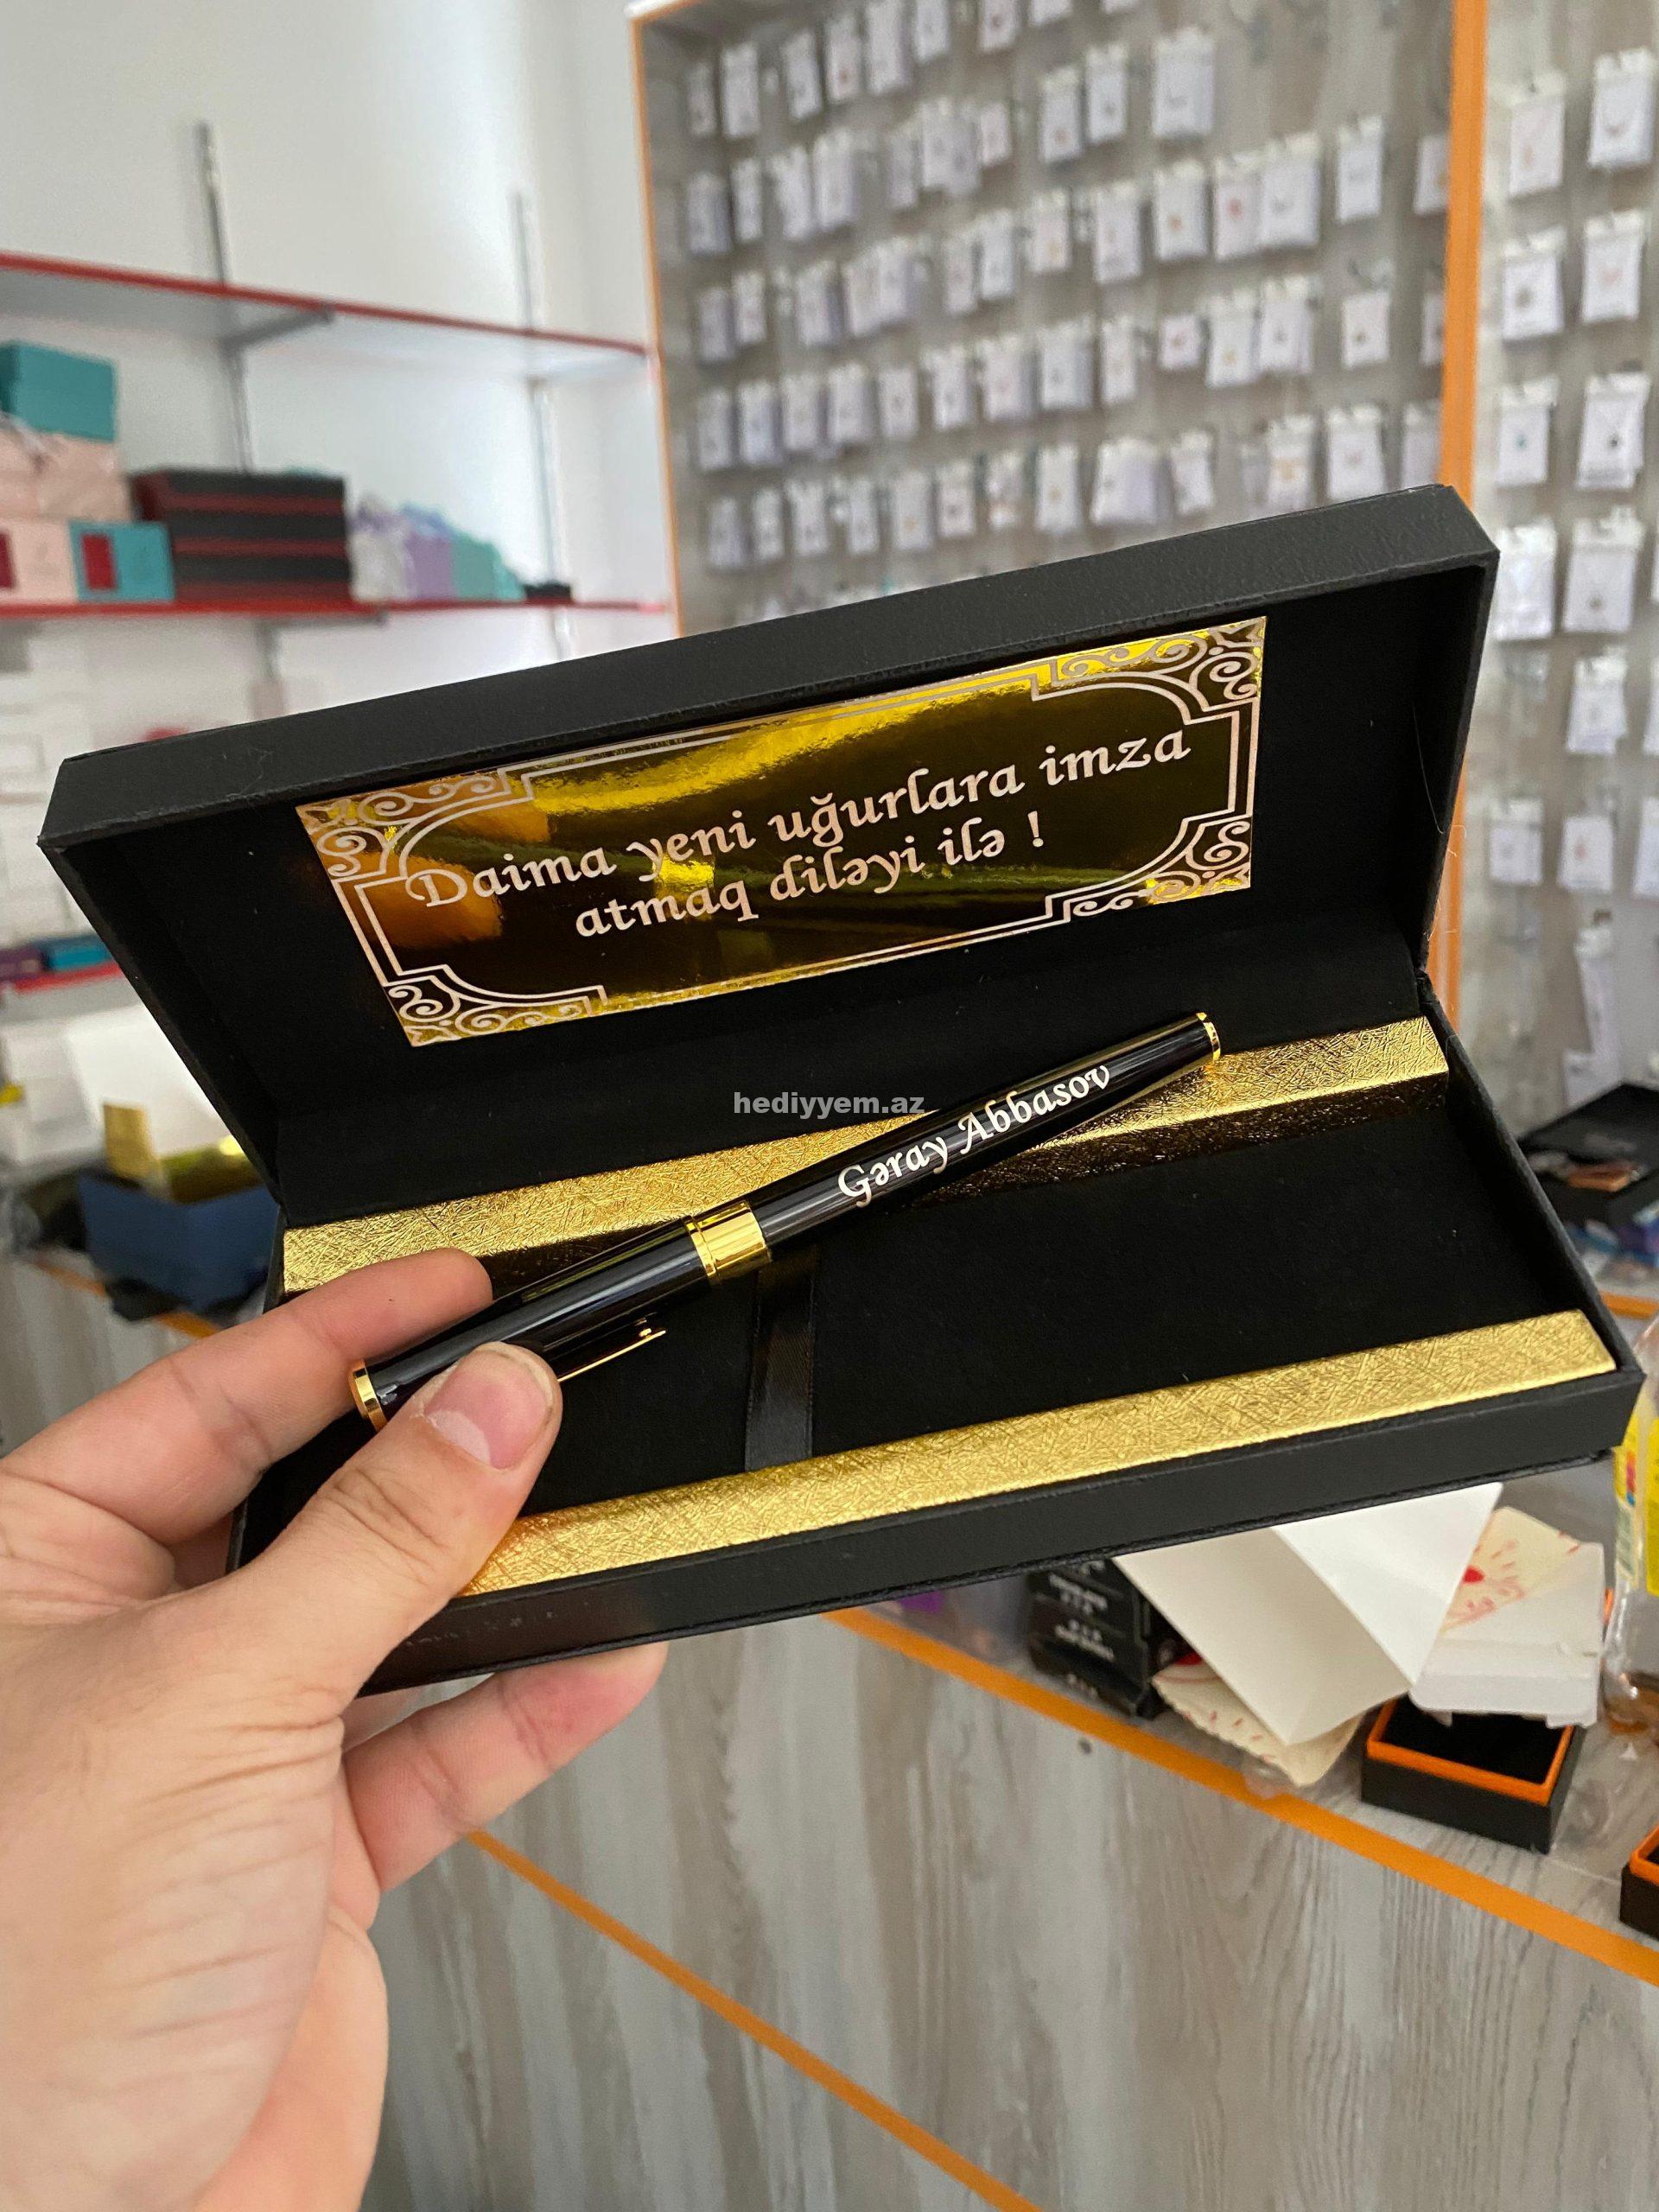 Daima yeni uğurlara imza
atmaq diləyi ilə !
hediyyem.az
Gəray Abbasov